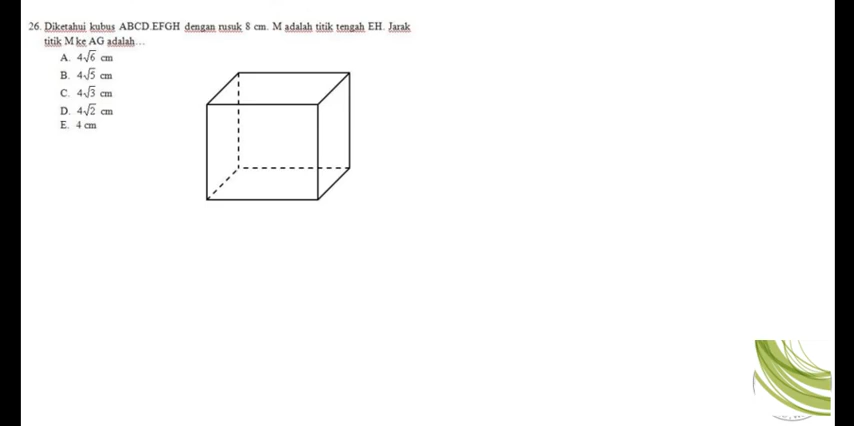 26. Diketahui kubus ABCD.EFGH dengan rusuk 8 cm. M adalah titik tengah EH. Jarak
titik M ke AG adalah…
A. 4√6 cm
B. 4√5 cm
C. 4√3 cm
D. 4√2 cm
E. 4 cm